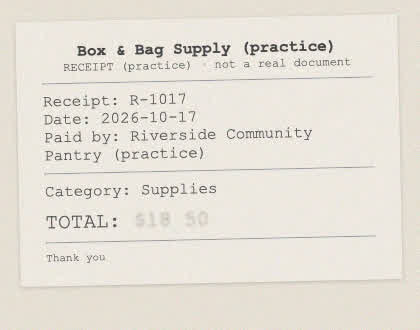 Box & Bag Supply (practice)
RECEIPT (practice) · not a real document
Receipt: R-1017
Date: 2026-10-17
Paid by: Riverside Community
Pantry (practice)
Category: Supplies
TOTAL:
Thank you